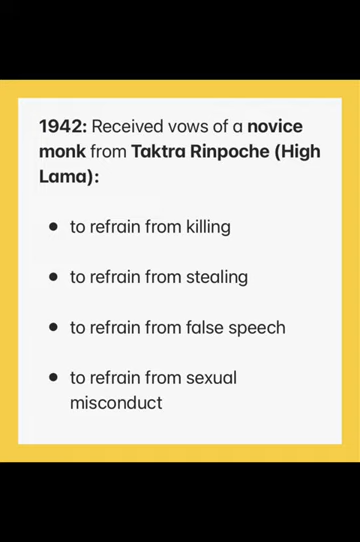 1942: Received vows of a novice
monk from Taktra Rinpoche (High
Lama):
• to refrain from killing
• to refrain from stealing
• to refrain from false speech
• to refrain from sexual
misconduct